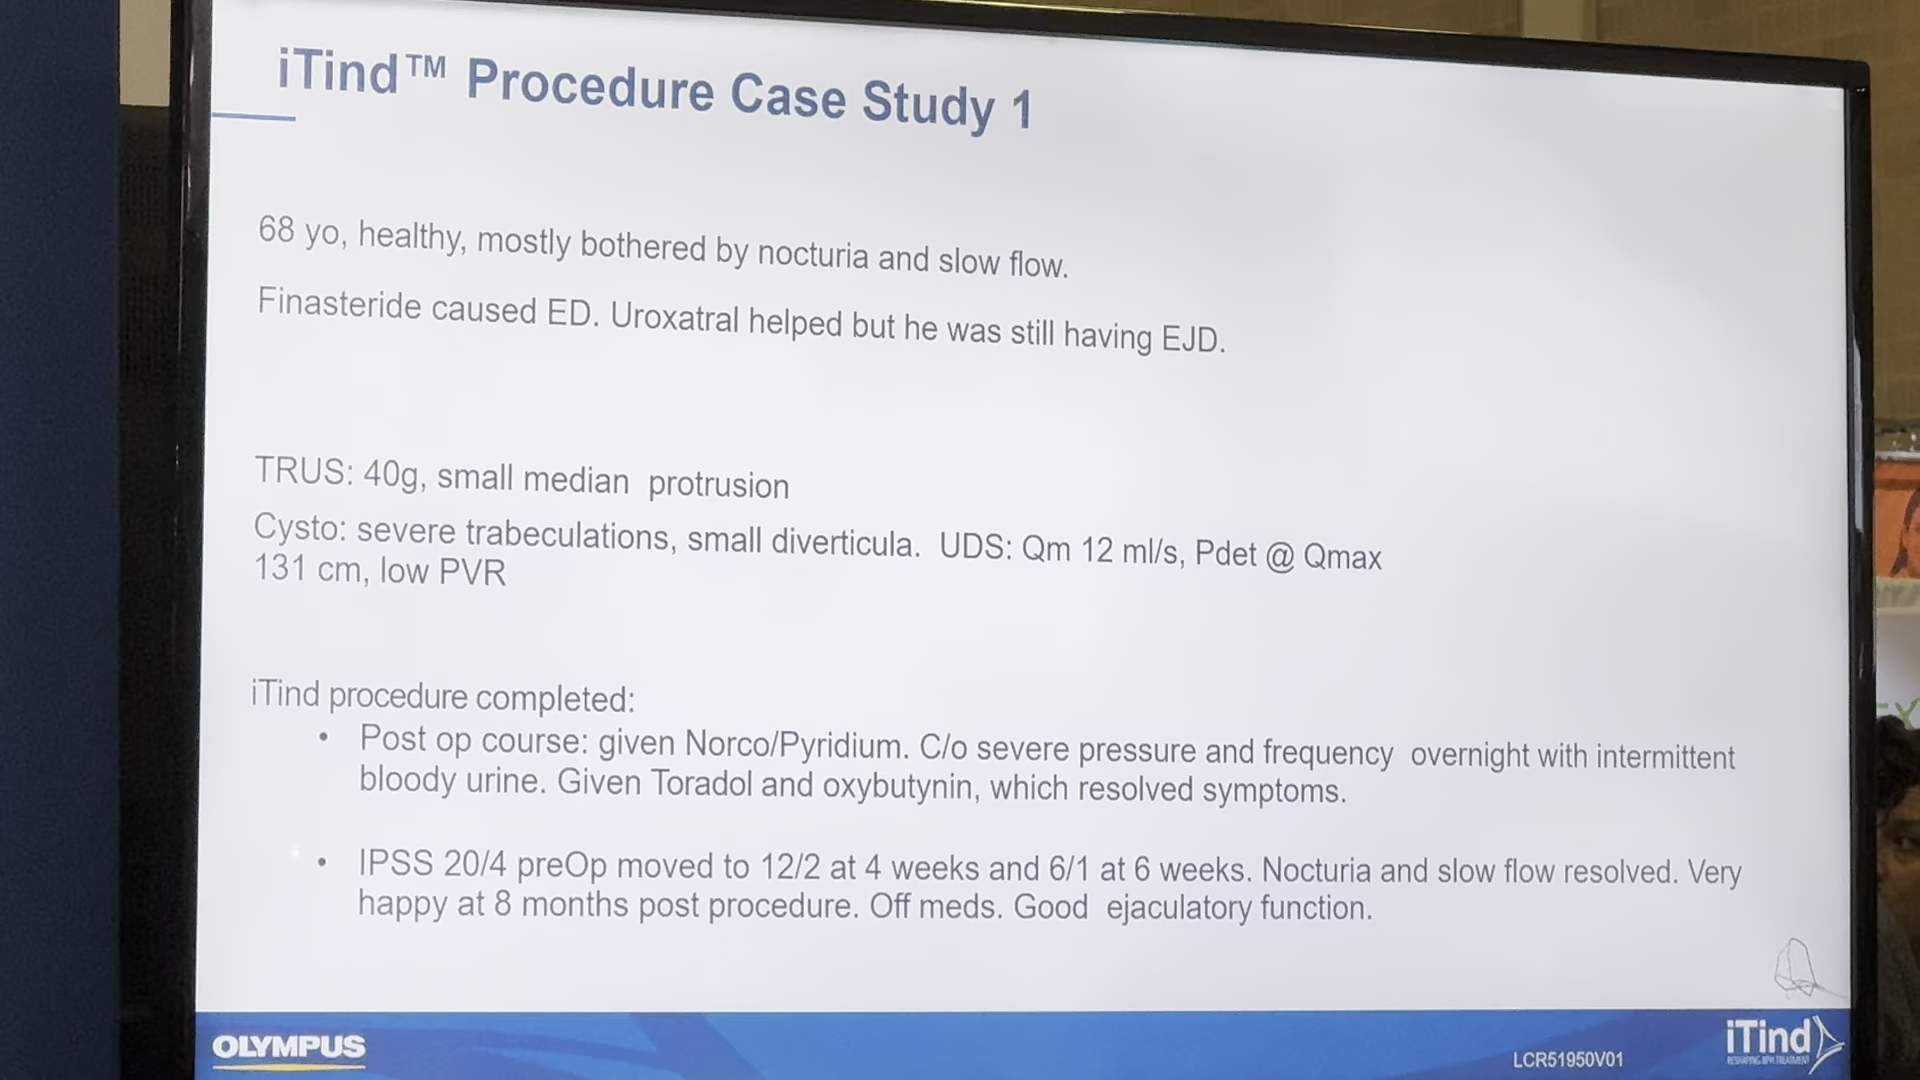 iTind™ Procedure Case Study 1
68 yo, healthy, mostly bothered by nocturia and slow flow.
Finasteride caused ED. Uroxatral helped but he was still having EJD.
TRUS: 40g, small median protrusion
Cysto: severe trabeculations, small diverticula. UDS: Qm 12 ml/s, Pdet @ Qmax
131 cm, low PVR
iTind procedure completed:
• Post op course: given Norco/Pyridium. C/o severe pressure and frequency overnight with intermittent
bloody urine. Given Toradol and oxybutynin, which resolved symptoms.
• IPSS 20/4 preOp moved to 12/2 at 4 weeks and 6/1 at 6 weeks. Nocturia and slow flow resolved. Very
happy at 8 months post procedure. Off meds. Good ejaculatory function.
OLYMPUS
LCR51950V01
iTind
RESHAPING BPH TREATMENT